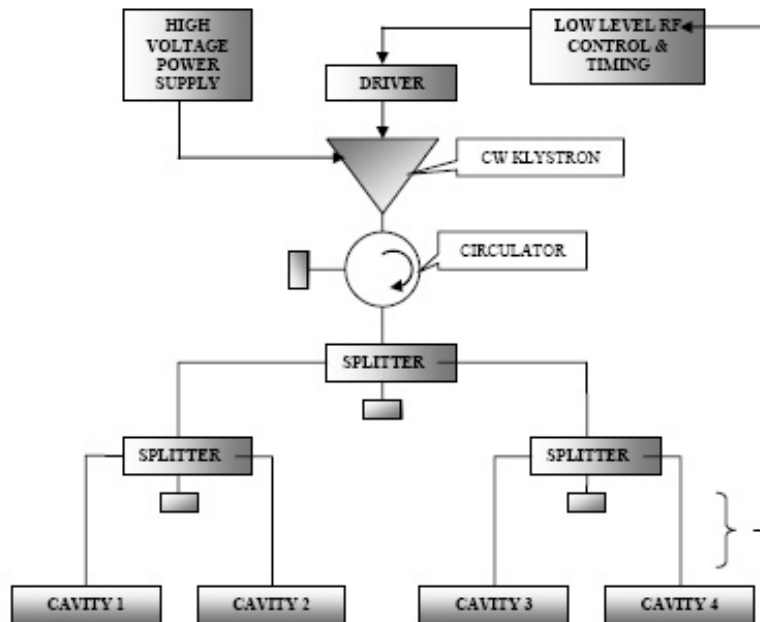 HIGH
VOLTAGE
POWER
SUPPLY
LOW LEVEL RF
CONTROL &
TIMING
DRIVER
CW KLYSTRON
CIRCULATOR
SPLITTER
SPLITTER
SPLITTER
CAVITY 1
CAVITY 2
CAVITY 3
CAVITY 4